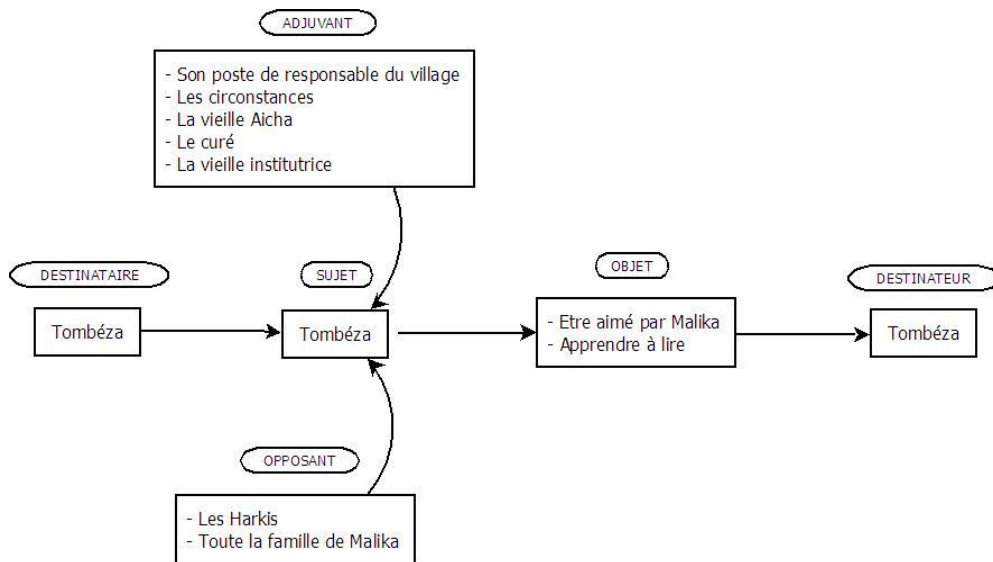 ADJUVANT
- Son poste de responsable du village
- Les circonstances
- La vieille Aicha
- Le curé
- La vieille institutrice
DESTINATAIRE
Tombéza
SUJET
Tombéza
OBJET
- Etre aimé par Malika
- Apprendre à lire
DESTINATEUR
Tombéza
OPPOSANT
- Les Harkis
- Toute la famille de Malika